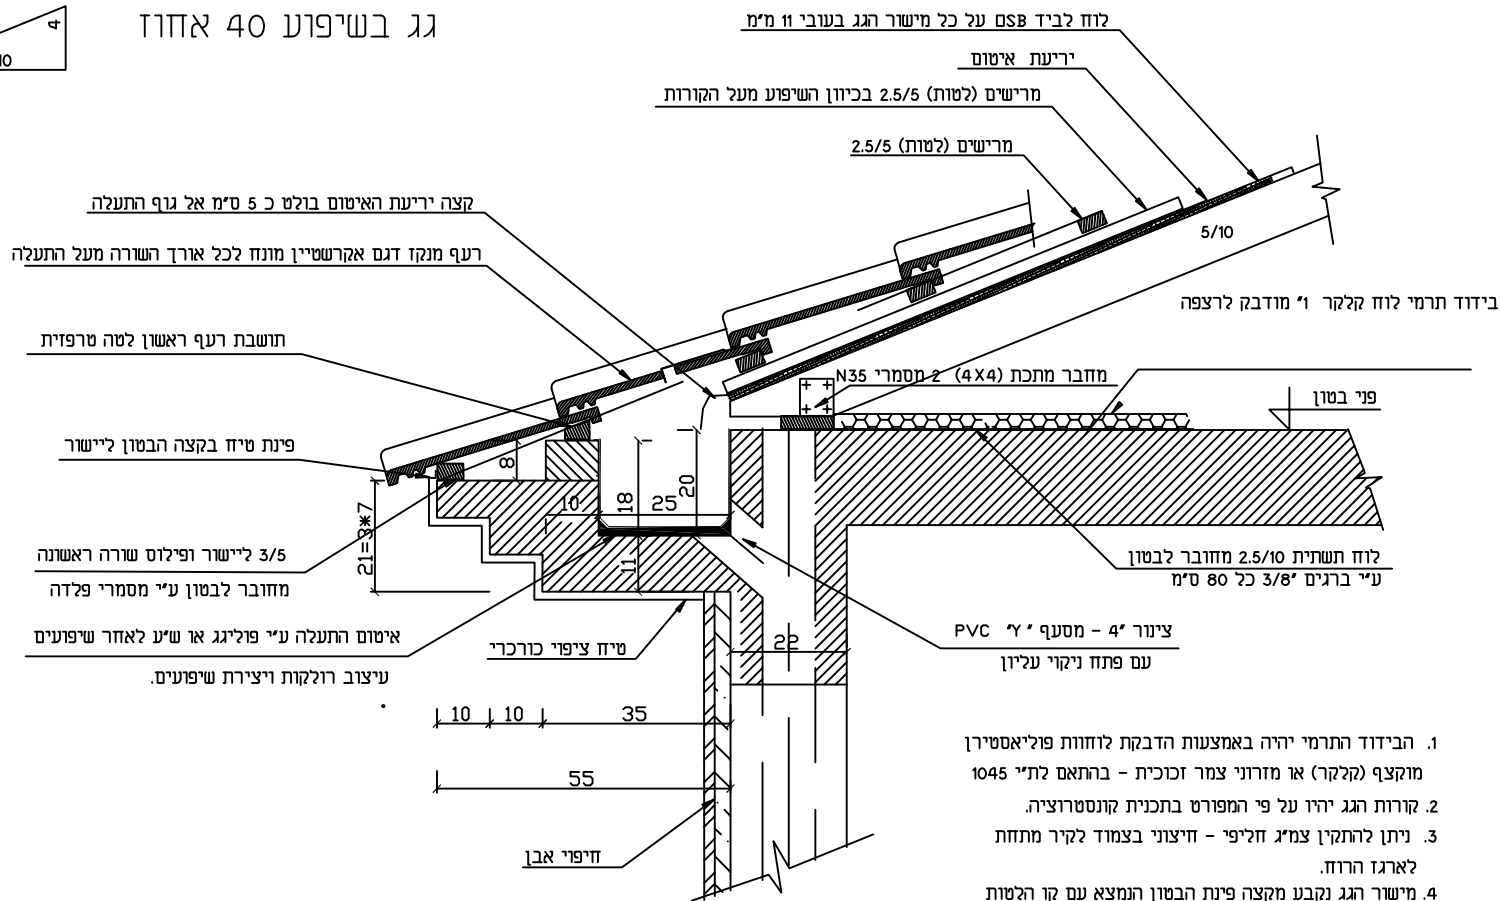 גג בשיפוע 40 אחוז
4
10
לוח לביד OSB על כל מישור הגג בעובי 11 מ"מ
יריעת איטום
מרישים (לטות) 2.5/5 בכיוון השיפוע מעל הקורות
מרישים (לטות) 2.5/5
קצה יריעת האיטום בולט כ 5 ס"מ אל גוף התעלה
רעף מנקז דגם אקרשטיין מונח לכל אורך השורה מעל התעלה
תושבת רעף ראשון לטה טרפזית
פינת טיח בקצה הבטון ליישור
5/10
בידוד תרמי לוח קלקר 1" מודבק לרצפה
מחבר מתכת (4X4) 2 מסמרי N35
פני בטון
8
10
18
25
20
11
21=3*7
3/5 ליישור ופילוס שורה ראשונה
מחובר לבטון ע"י מסמרי פלדה
איטום התעלה ע"י פוליגג או ש"ע לאחר שיפועים
עיצוב רולקות ויצירת שיפועים.
טיח ציפוי כורכרי
לוח תשתית 2.5/10 מחובר לבטון
ע"י ברגים 3/8" כל 80 ס"מ
צינור 4" - מסעף "Y" PVC
עם פתח ניקוי עליון
22
10
10
35
55
חיפוי אבן
1. הבידוד התרמי יהיה באמצעות הדבקת לוחות פוליאסטירן
מוקצף (קלקר) או מזרוני צמר זכוכית - בהתאם לת"י 1045
2. קורות הגג יהיו על פי המפורט בתכנית קונסטרוציה.
3. ניתן להתקין צמ"ג חליפי - חיצוני בצמוד לקיר מתחת
לארגז הרוח.
4. מישור הגג נקבע מקצה פינת הבטון הנמצא עם קו הלטות